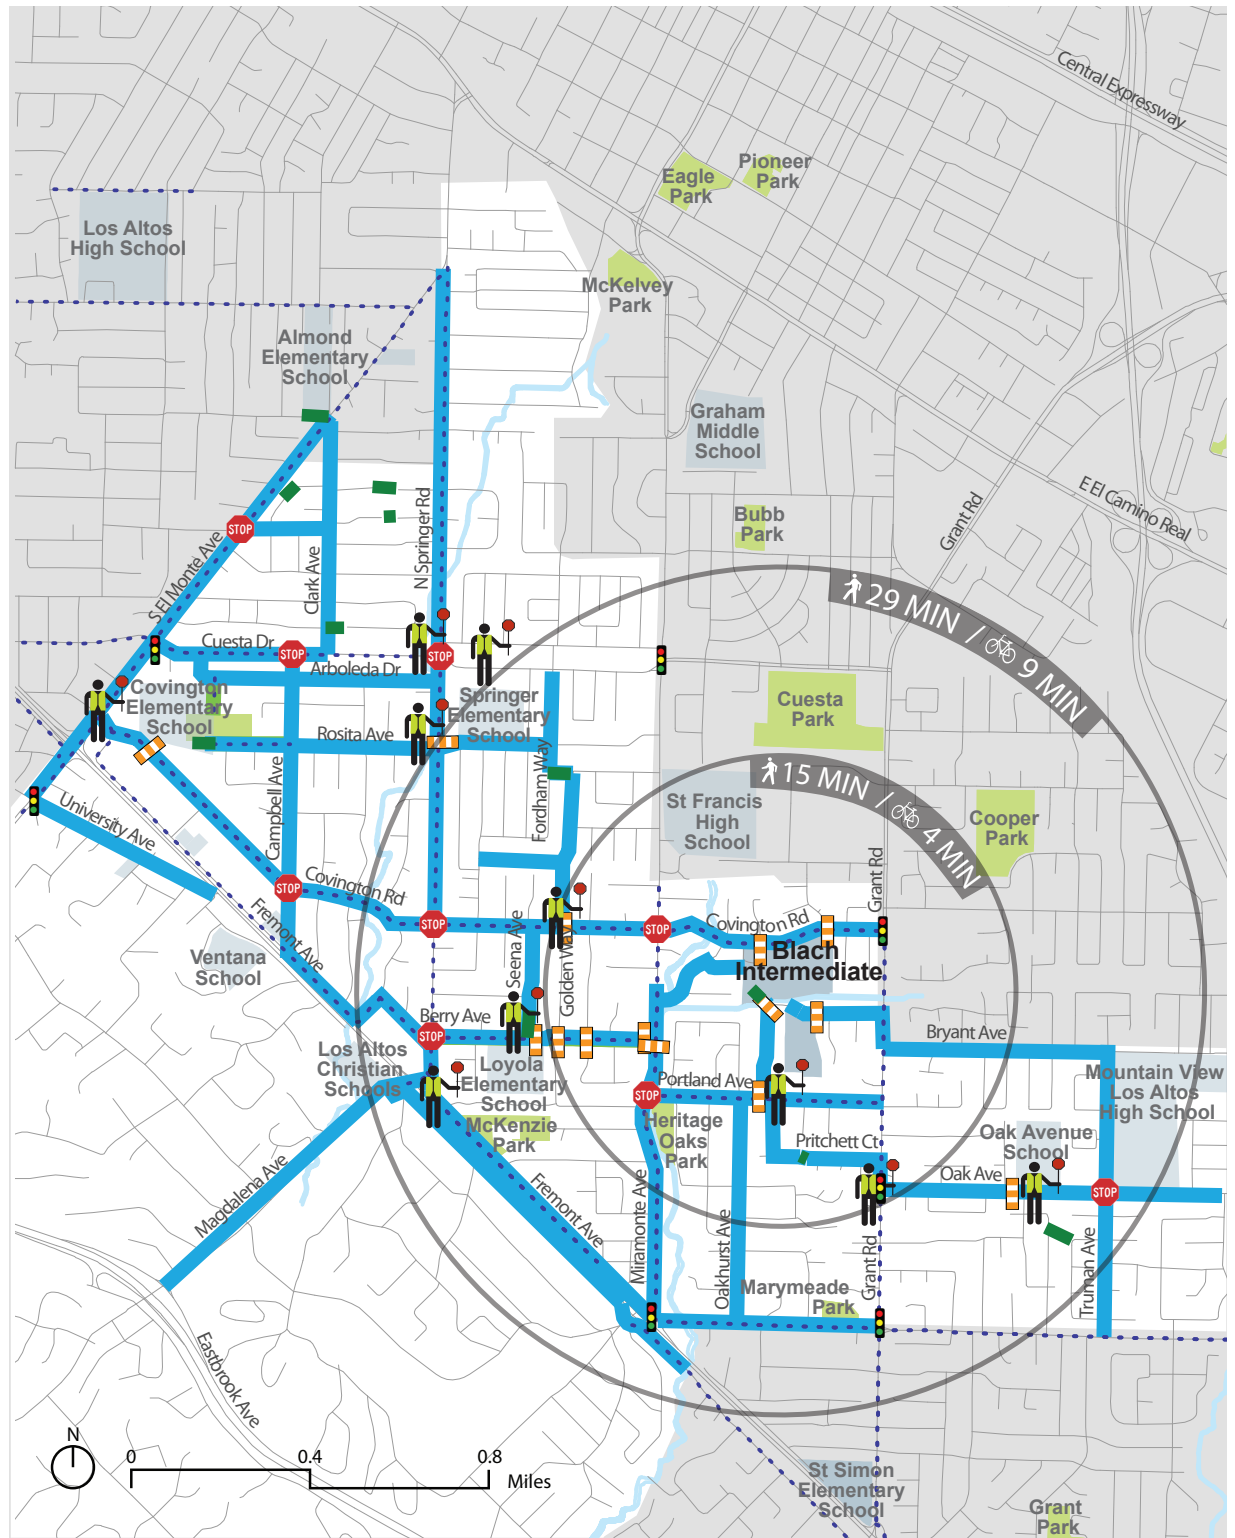 Central Expressway
Pioneer
Park
Eagle
Park
Los Altos
High School
McKelvey
Park
Almond
Elementary
School
Graham
Middle
School
E El Camino Real
Grant Rd
N Springer Rd
Bubb
Park
STOP
S El Monte Ave
Clark Ave
29 MIN / 9 MIN
Cuesta Dr
STOP
STOP
Arboleda Dr
Covington
Elementary
School
Springer
Elementary
School
Cuesta
Park
Rosita Ave
Fordham Way
15 MIN / 4 MIN
St Francis
High
School
Cooper
Park
University Ave
Campbell Ave
Grant Rd
STOP
Covington Rd
STOP
STOP
Covington Rd
Seena Ave
Golden Way
Fremont Ave
Ventana
School
Blach
Intermediate
Berry Ave
STOP
Bryant Ave
Los Altos
Christian
Schools
Loyola
Elementary
School
Portland Ave
STOP
Mountain View
Los Altos
High School
McKenzie
Park
Heritage
Oaks
Park
Pritchett Ct
Oak Avenue
School
Oak Ave
STOP
Magdalena Ave
Fremont Ave
Miramonte Ave
Oakhurst Ave
Grant Rd
Truman Ave
Marymeade
Park
Eastbrook Ave
N
0
0.4
0.8
Miles
St Simon
Elementary
School
Grant
Park